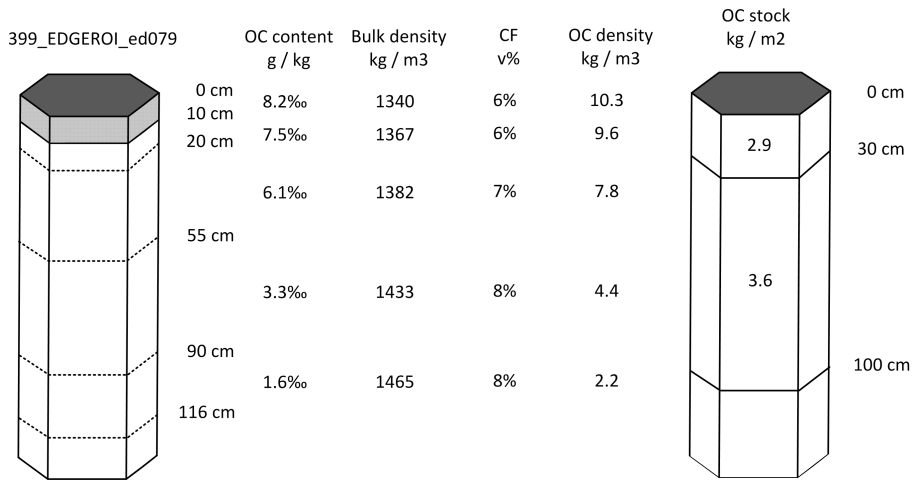 399_EDGEROI_ed079
OC content
g / kg
Bulk density
kg / m3
CF
v%
OC density
kg / m3
OC stock
kg / m2
0 cm
8.2‰ 1340 6% 10.3
10 cm
7.5‰ 1367 6% 9.6
20 cm
6.1‰ 1382 7% 7.8
55 cm
3.3‰ 1433 8% 4.4
90 cm
1.6‰ 1465 8% 2.2
116 cm
0 cm
2.9
30 cm
3.6
100 cm